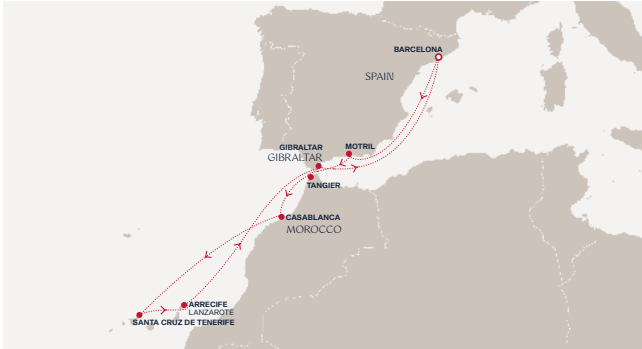 BARCELONA
SPAIN
GIBRALTAR
MOTRIL
GIBRALTAR
TANGIER
CASABLANCA
MOROCCO
ARRECIFE
LANZAROTE
SANTA CRUZ DE TENERIFE